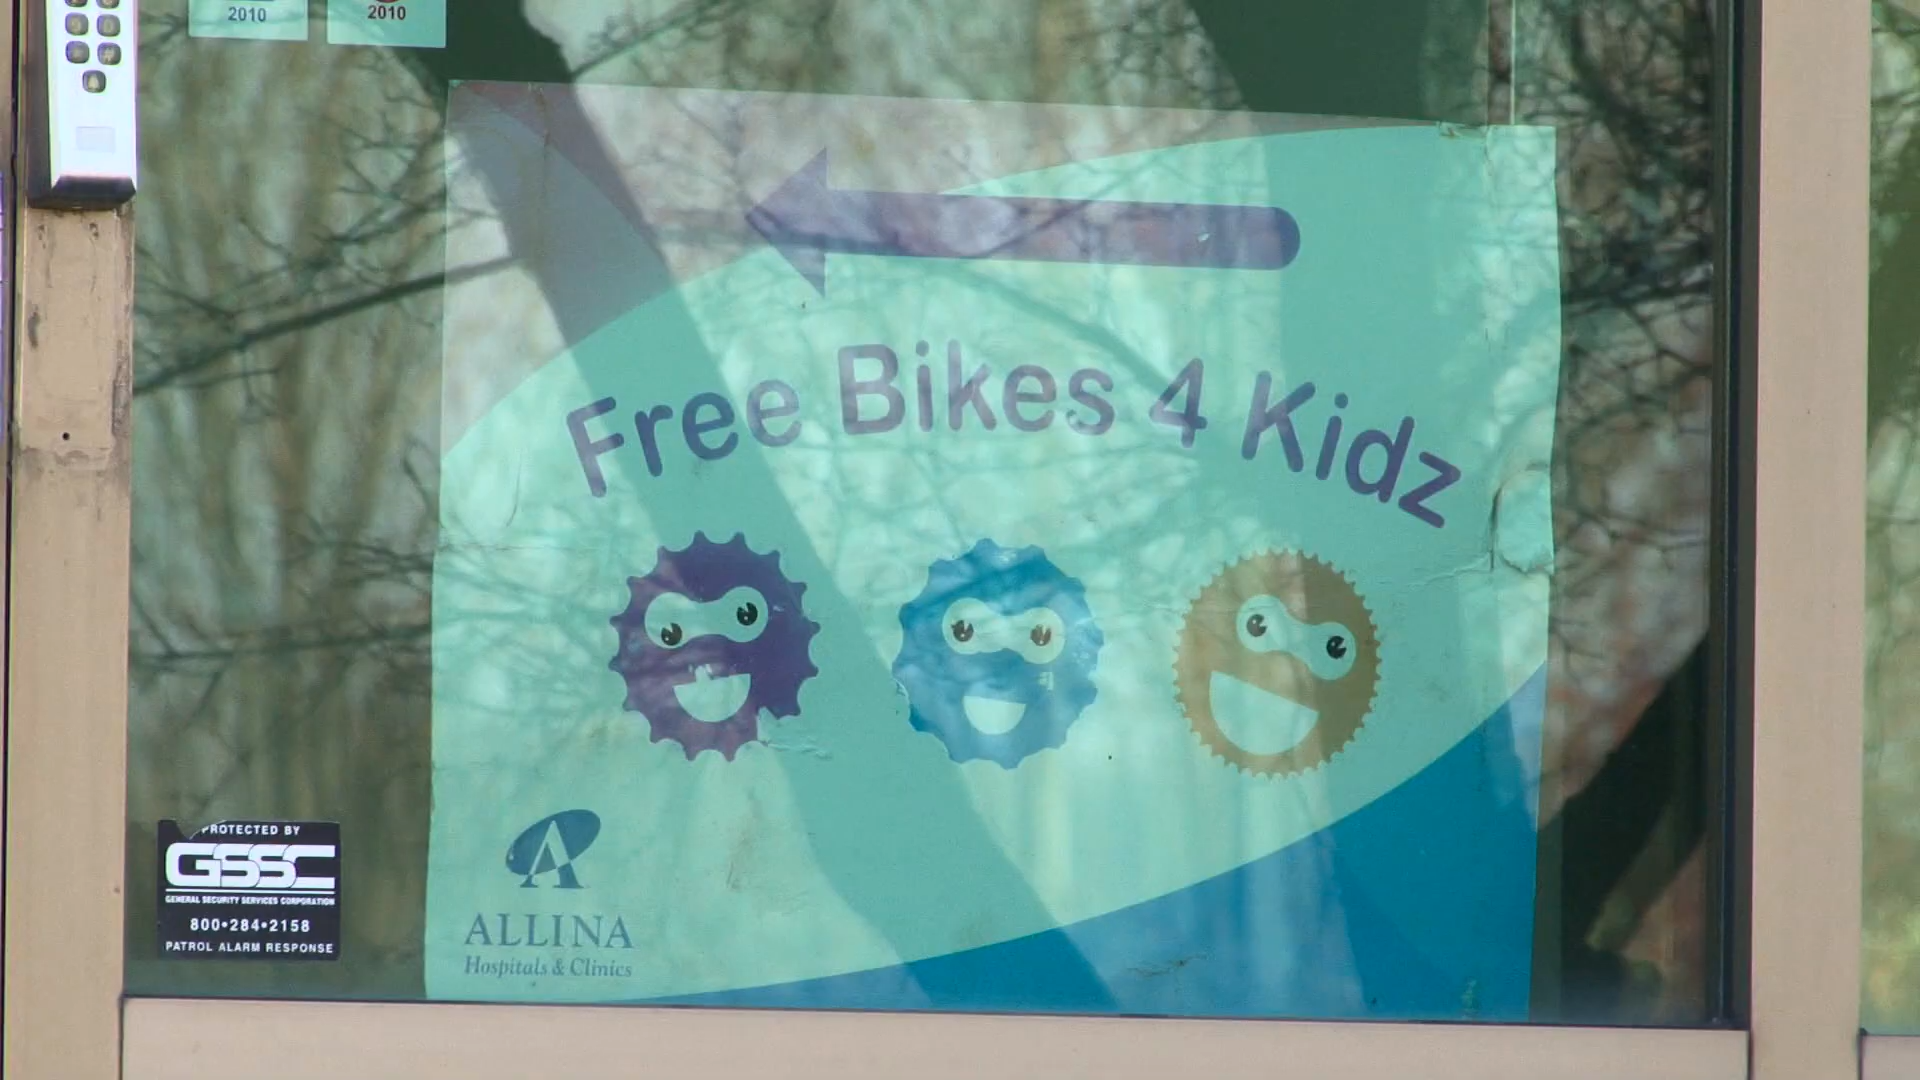 2010
2010
Free Bikes 4 Kidz
PROTECTED BY
GSSC
GENERAL SECURITY SERVICES CORPORATION
800•284•2158
PATROL ALARM RESPONSE
ALLINA
Hospitals & Clinics